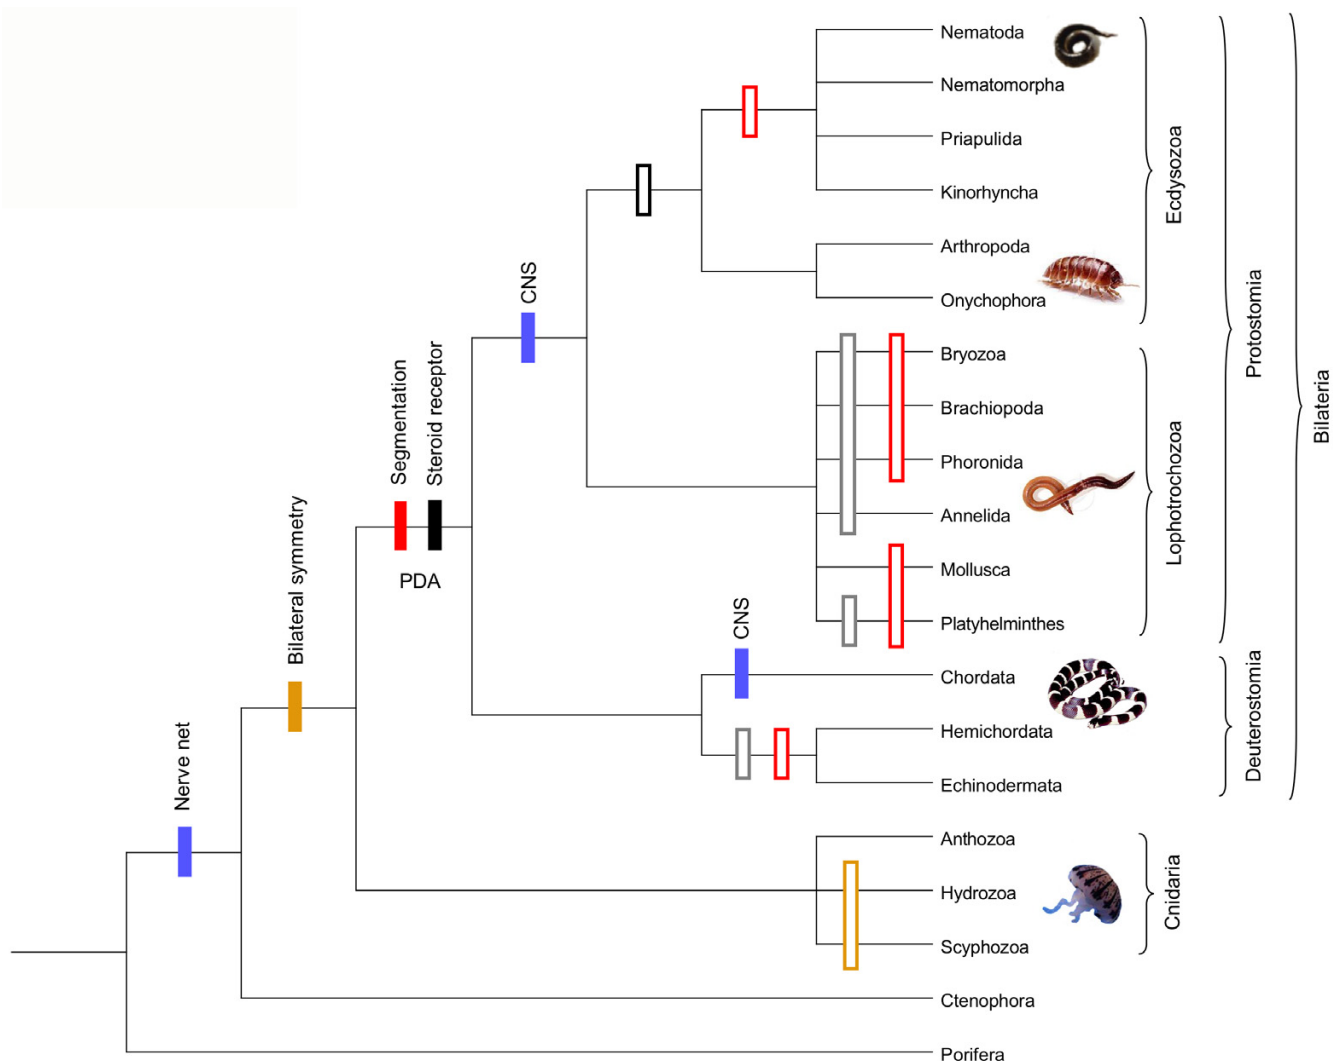 Nematoda
Nematomorpha
Priapulida
Kinorhyncha
Arthropoda
Onychophora
Bryozoa
Brachiopoda
Phoronida
Annelida
Mollusca
Platyhelminthes
Chordata
Hemichordata
Echinodermata
Anthozoa
Hydrozoa
Scyphozoa
Ctenophora
Porifera
Ecdysozoa
Lophotrochozoa
Cnidaria
Protostomia
Deuterostomia
Bilateria
CNS
Segmentation
Steroid receptor
PDA
Bilateral symmetry
CNS
Nerve net